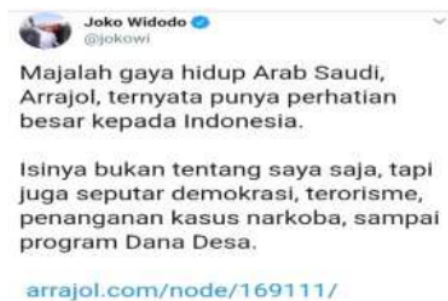 Joko Widodo
@jokowi
Majalah gaya hidup Arab Saudi,
Arrajol, ternyata punya perhatian
besar kepada Indonesia.
Isinya bukan tentang saya saja, tapi
juga seputar demokrasi, terorisme,
penanganan kasus narkoba, sampai
program Dana Desa.
arrajol.com/node/169111/